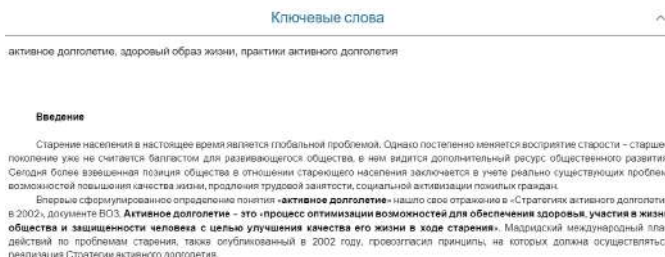 Ключевые слова
активное долголетие, здоровый образ жизни, практики активного долголетия
Введение
Старение населения в настоящее время является глобальной проблемой. Однако постепенно меняется восприятие старости – старше
поколение уже не считается балластом для развивающегося общества, в нем видится дополнительный ресурс общественного развити
Сегодня более взвешенная позиция общества в отношении стареющего населения заключается в учете реально существующих проблем
возможностей повышения качества жизни, продления трудовой занятости, социальной активизации пожилых граждан.
Впервые сформулированное определение понятия «активное долголетие» нашло свое отражение в «Стратегиях активного долголети
в 2002», документе ВОЗ. Активное долголетие – это «процесс оптимизации возможностей для обеспечения здоровья, участия в жизн
общества и защищенности человека с целью улучшения качества его жизни в ходе старения». Мадридский международный пла
действий по проблемам старения, также опубликованный в 2002 году, провозгласил принципы, на которых должна осуществлятьс
реализация Стратегии активного долголетия.